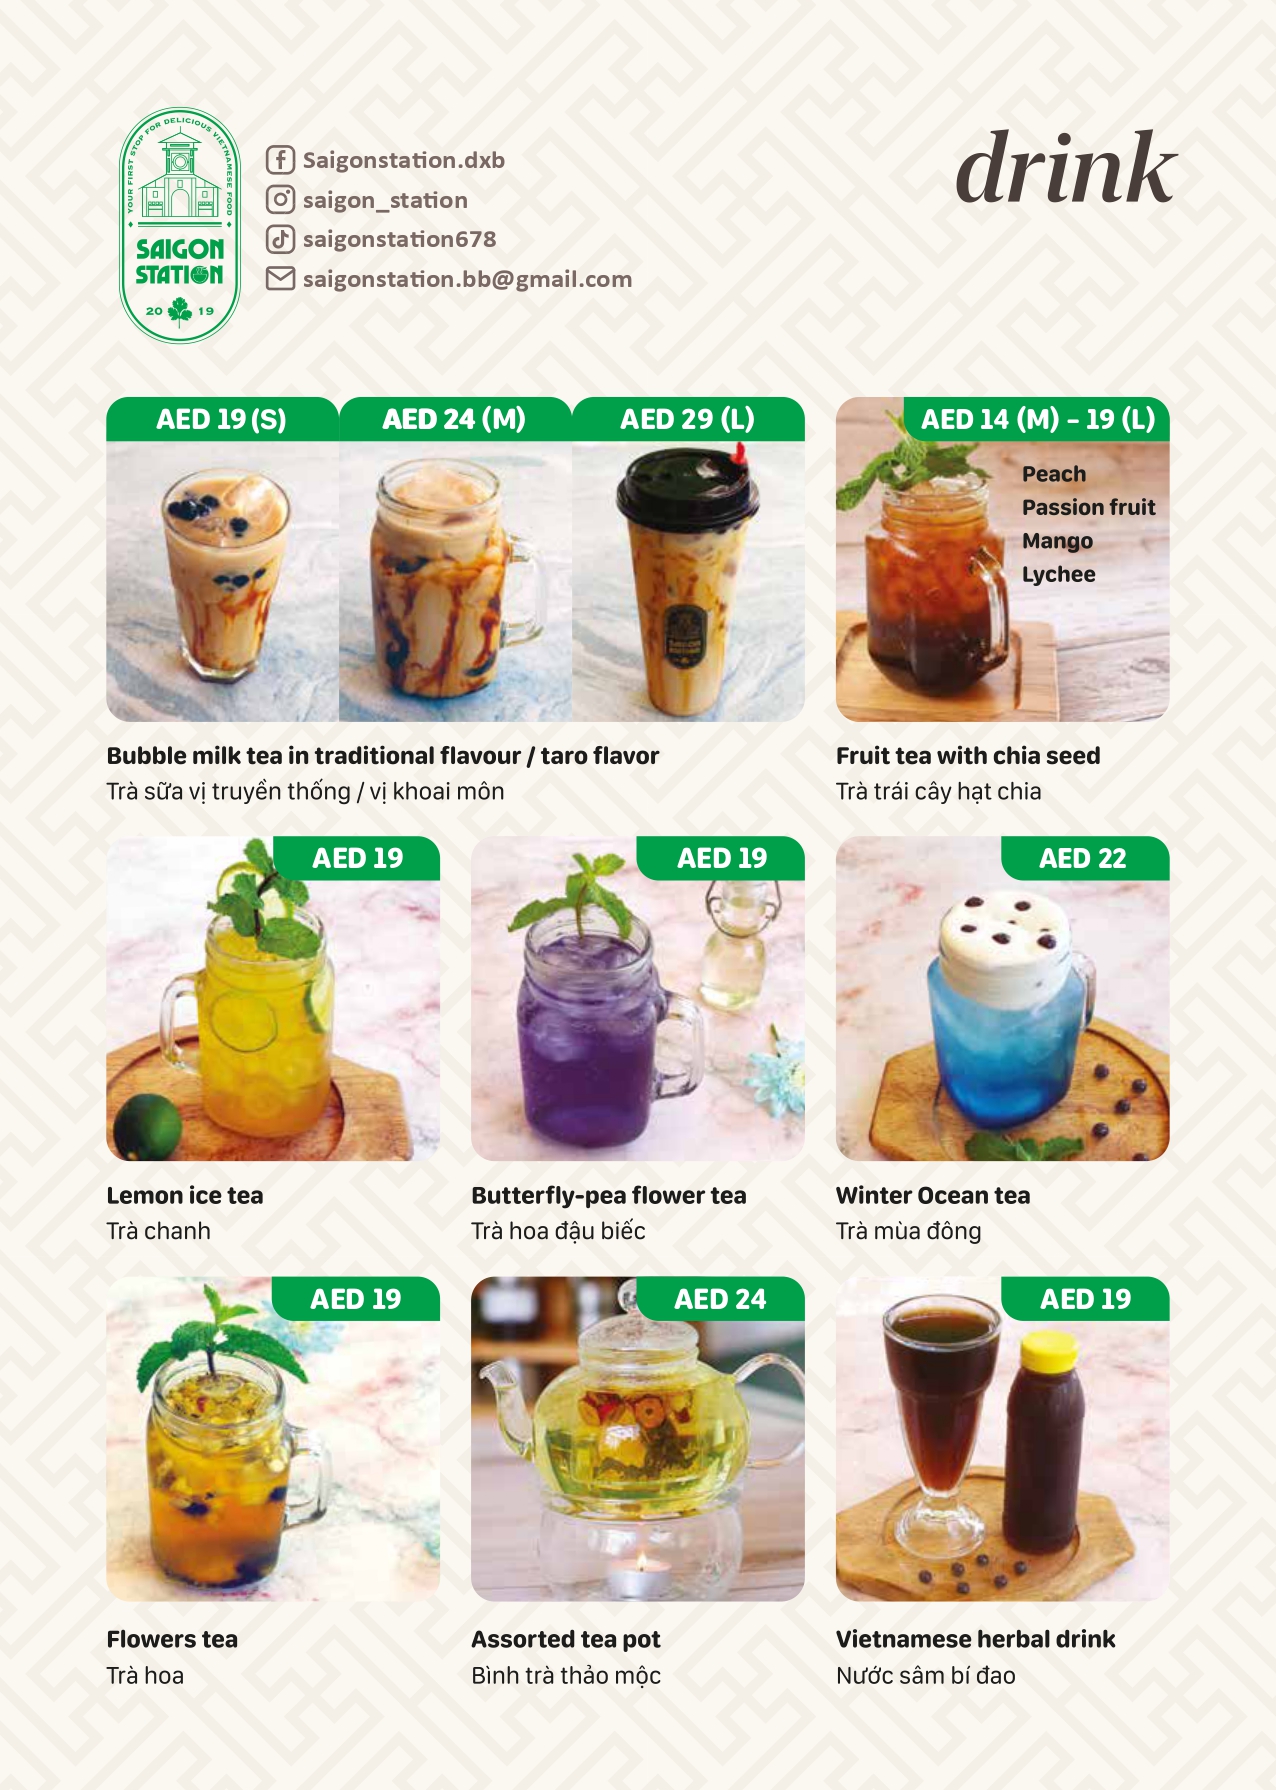 YOUR FIRST STOP FOR DELICIOUS VIETNAMESE FOOD
SAIGON
STATION
20 19
Saigonstation.dxb
saigon_station
saigonstation678
saigonstation.bb@gmail.com
drink
AED 19 (S)
AED 24 (M)
AED 29 (L)
SAIGON
STATION
Bubble milk tea in traditional flavour / taro flavor
Trà sữa vị truyền thống / vị khoai môn
AED 14 (M) – 19 (L)
Peach
Passion fruit
Mango
Lychee
Fruit tea with chia seed
Trà trái cây hạt chia
AED 19
Lemon ice tea
Trà chanh
AED 19
Butterfly-pea flower tea
Trà hoa đậu biếc
AED 22
Winter Ocean tea
Trà mùa đông
AED 19
Flowers tea
Trà hoa
AED 24
Assorted tea pot
Bình trà thảo mộc
AED 19
Vietnamese herbal drink
Nước sâm bí đao